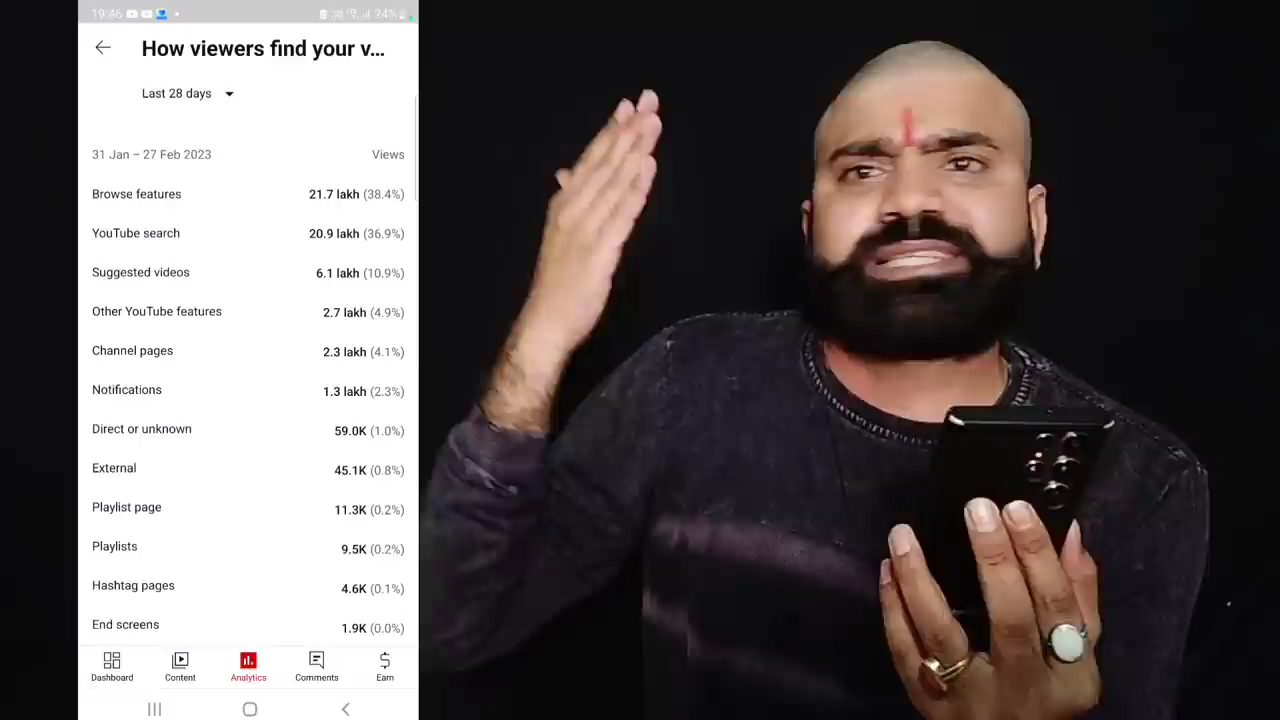 19:46
24%
How viewers find your v...
Last 28 days
31 Jan – 27 Feb 2023 Views
Browse features 21.7 lakh (38.4%)
YouTube search 20.9 lakh (36.9%)
Suggested videos 6.1 lakh (10.9%)
Other YouTube features 2.7 lakh (4.9%)
Channel pages 2.3 lakh (4.1%)
Notifications 1.3 lakh (2.3%)
Direct or unknown 59.0K (1.0%)
External 45.1K (0.8%)
Playlist page 11.3K (0.2%)
Playlists 9.5K (0.2%)
Hashtag pages 4.6K (0.1%)
End screens 1.9K (0.0%)
Dashboard Content Analytics Comments Earn